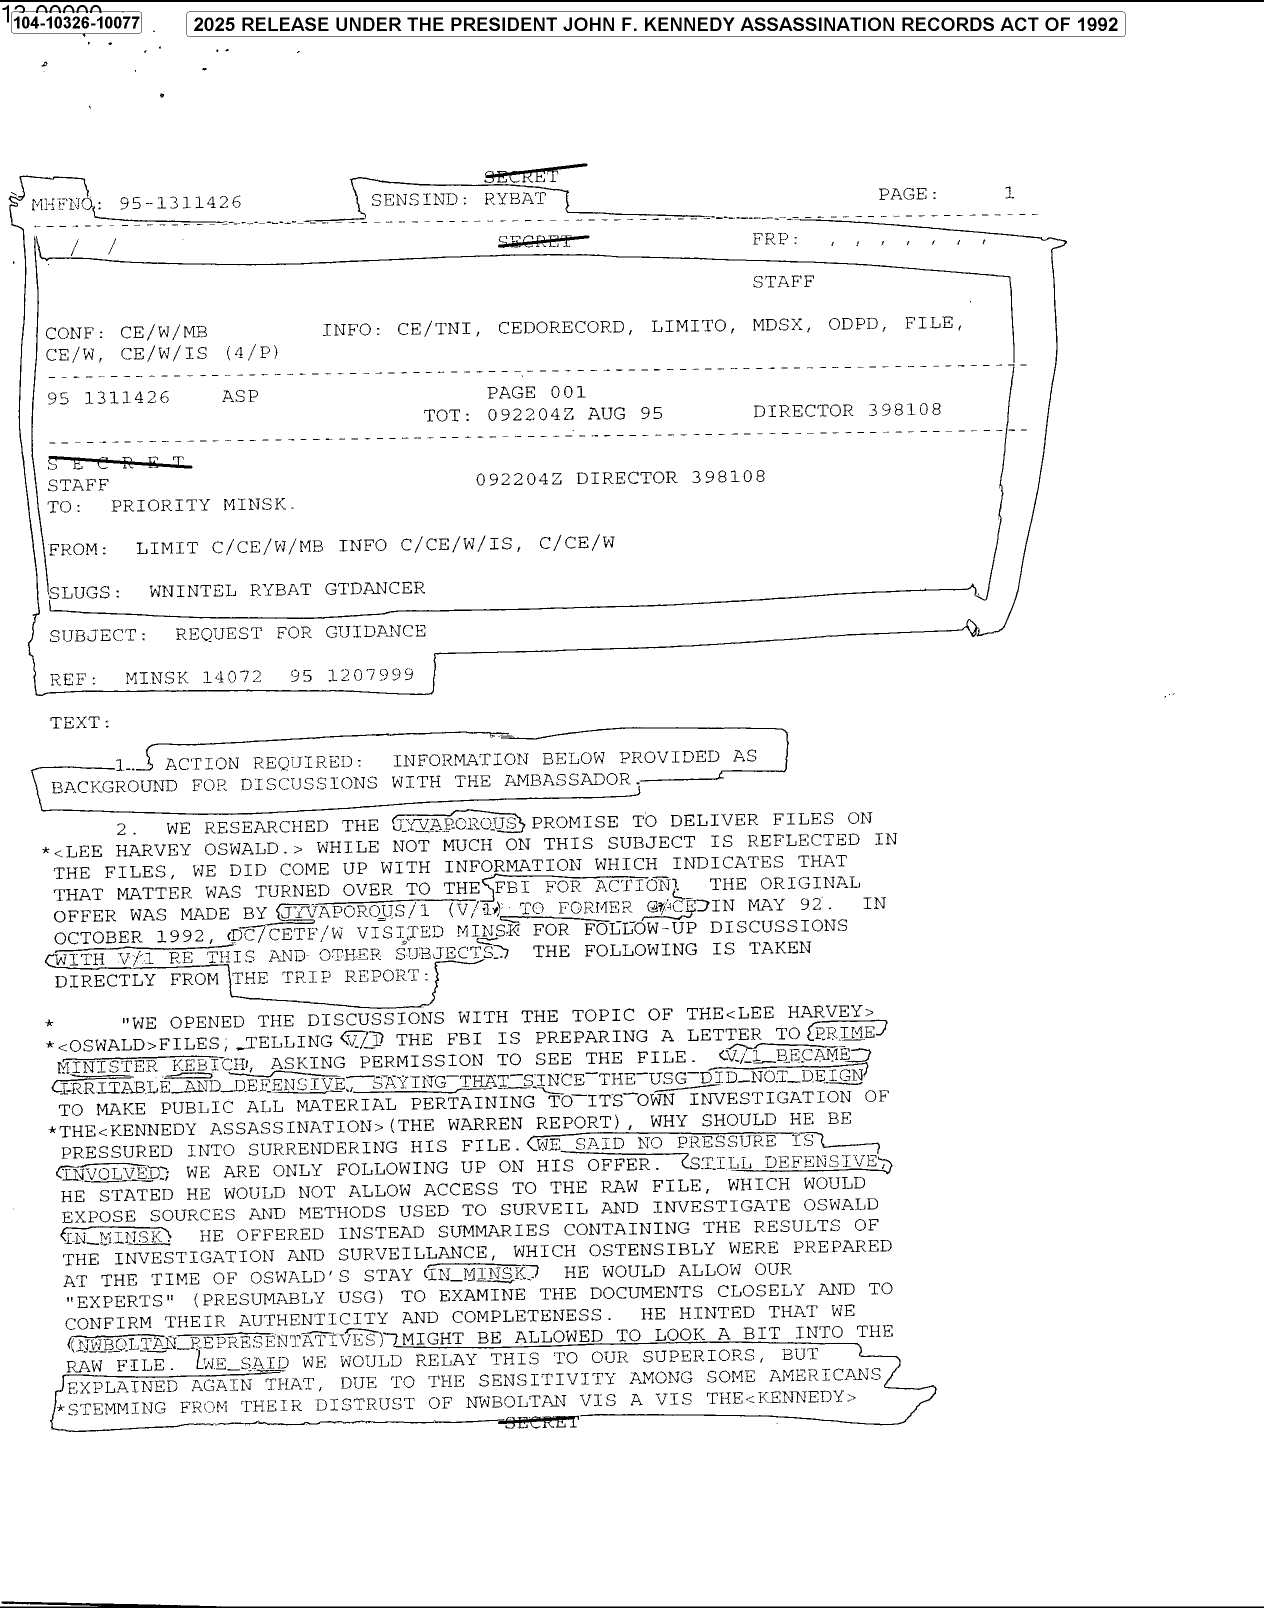 13-00000
104-10326-10077
2025 RELEASE UNDER THE PRESIDENT JOHN F. KENNEDY ASSASSINATION RECORDS ACT OF 1992
SECRET
MHFNO: 95-1311426 SENSIND: RYBAT PAGE: 1
/ / SECRET FRP: , , , , , , ,
STAFF
CONF: CE/W/MB INFO: CE/TNI, CEDORECORD, LIMITO, MDSX, ODPD, FILE,
CE/W, CE/W/IS (4/P)
95 1311426 ASP PAGE 001
TOT: 092204Z AUG 95 DIRECTOR 398108
S E C R E T
STAFF 092204Z DIRECTOR 398108
TO: PRIORITY MINSK.
FROM: LIMIT C/CE/W/MB INFO C/CE/W/IS, C/CE/W
SLUGS: WNINTEL RYBAT GTDANCER
SUBJECT: REQUEST FOR GUIDANCE
REF: MINSK 14072 95 1207999
TEXT:
1. ACTION REQUIRED: INFORMATION BELOW PROVIDED AS
BACKGROUND FOR DISCUSSIONS WITH THE AMBASSADOR.
2. WE RESEARCHED THE JYVAPOROUS PROMISE TO DELIVER FILES ON
*<LEE HARVEY OSWALD.> WHILE NOT MUCH ON THIS SUBJECT IS REFLECTED IN
THE FILES, WE DID COME UP WITH INFORMATION WHICH INDICATES THAT
THAT MATTER WAS TURNED OVER TO THE FBI FOR ACTION. THE ORIGINAL
OFFER WAS MADE BY JYVAPOROUS/1 (V/1) TO FORMER IN MAY 92. IN
OCTOBER 1992, DC/CETF/W VISITED MINSK FOR FOLLOW-UP DISCUSSIONS
WITH V/1 RE THIS AND OTHER SUBJECTS. THE FOLLOWING IS TAKEN
DIRECTLY FROM THE TRIP REPORT:
* "WE OPENED THE DISCUSSIONS WITH THE TOPIC OF THE<LEE HARVEY>
*<OSWALD>FILES, TELLING V/1 THE FBI IS PREPARING A LETTER TO PRIME
MINISTER KEBICH, ASKING PERMISSION TO SEE THE FILE. V/1 BECAME
IRRITABLE AND DEFENSIVE, SAYING THAT SINCE THE USG DID NOT DEIGN
TO MAKE PUBLIC ALL MATERIAL PERTAINING TO ITS OWN INVESTIGATION OF
*THE<KENNEDY ASSASSINATION>(THE WARREN REPORT), WHY SHOULD HE BE
PRESSURED INTO SURRENDERING HIS FILE. WE SAID NO PRESSURE IS
INVOLVED; WE ARE ONLY FOLLOWING UP ON HIS OFFER. STILL DEFENSIVE,
HE STATED HE WOULD NOT ALLOW ACCESS TO THE RAW FILE, WHICH WOULD
EXPOSE SOURCES AND METHODS USED TO SURVEIL AND INVESTIGATE OSWALD
IN MINSK. HE OFFERED INSTEAD SUMMARIES CONTAINING THE RESULTS OF
THE INVESTIGATION AND SURVEILLANCE, WHICH OSTENSIBLY WERE PREPARED
AT THE TIME OF OSWALD'S STAY IN MINSK. HE WOULD ALLOW OUR
"EXPERTS" (PRESUMABLY USG) TO EXAMINE THE DOCUMENTS CLOSELY AND TO
CONFIRM THEIR AUTHENTICITY AND COMPLETENESS. HE HINTED THAT WE
(NWBOLTAN REPRESENTATIVES) MIGHT BE ALLOWED TO LOOK A BIT INTO THE
RAW FILE. WE SAID WE WOULD RELAY THIS TO OUR SUPERIORS, BUT
EXPLAINED AGAIN THAT, DUE TO THE SENSITIVITY AMONG SOME AMERICANS
*STEMMING FROM THEIR DISTRUST OF NWBOLTAN VIS A VIS THE<KENNEDY>
SECRET